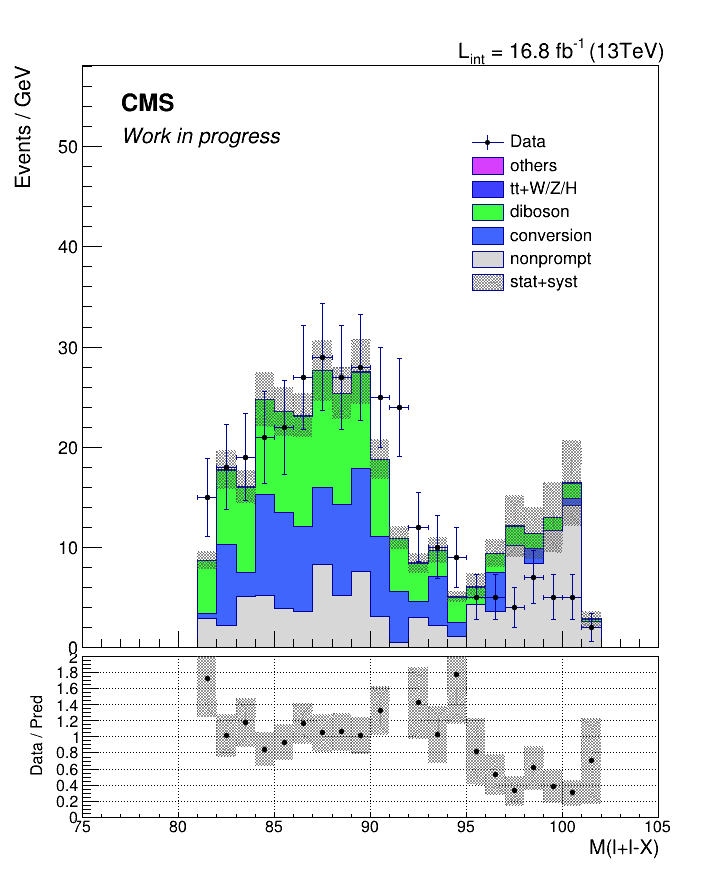 L_int = 16.8 fb^-1 (13TeV)
Events / GeV
CMS
Work in progress
Data
others
tt+W/Z/H
diboson
conversion
nonprompt
stat+syst
50
40
30
20
10
0
Data / Pred
2
1.8
1.6
1.4
1.2
1
0.8
0.6
0.4
0.2
0
75 80 85 90 95 100 105
M(l+l-X)